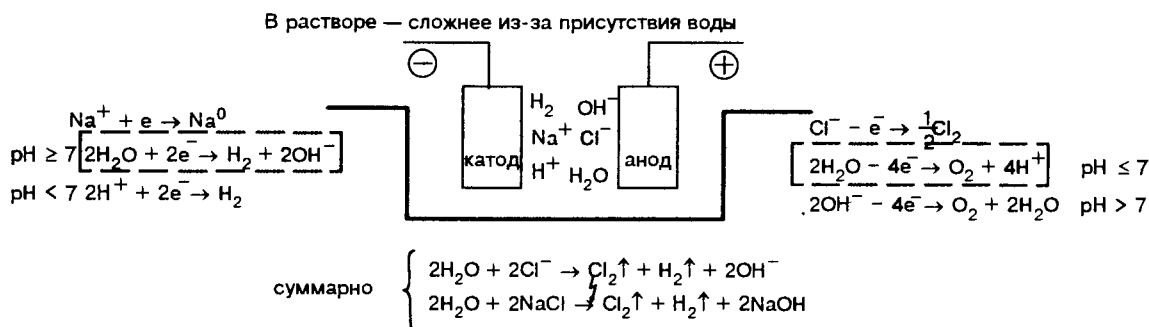 В растворе — сложнее из-за присутствия воды
− +
Na⁺ + e → Na⁰
pH ≥ 7 2H₂O + 2e⁻ → H₂ + 2OH⁻
pH < 7 2H⁺ + 2e⁻ → H₂
катод
H₂ OH⁻
Na⁺ Cl⁻
H⁺ H₂O
анод
Cl⁻ − e⁻ → 1/2 Cl₂
2H₂O − 4e⁻ → O₂ + 4H⁺ pH ≤ 7
2OH⁻ − 4e⁻ → O₂ + 2H₂O pH > 7
суммарно
2H₂O + 2Cl⁻ → Cl₂↑ + H₂↑ + 2OH⁻
2H₂O + 2NaCl → Cl₂↑ + H₂↑ + 2NaOH